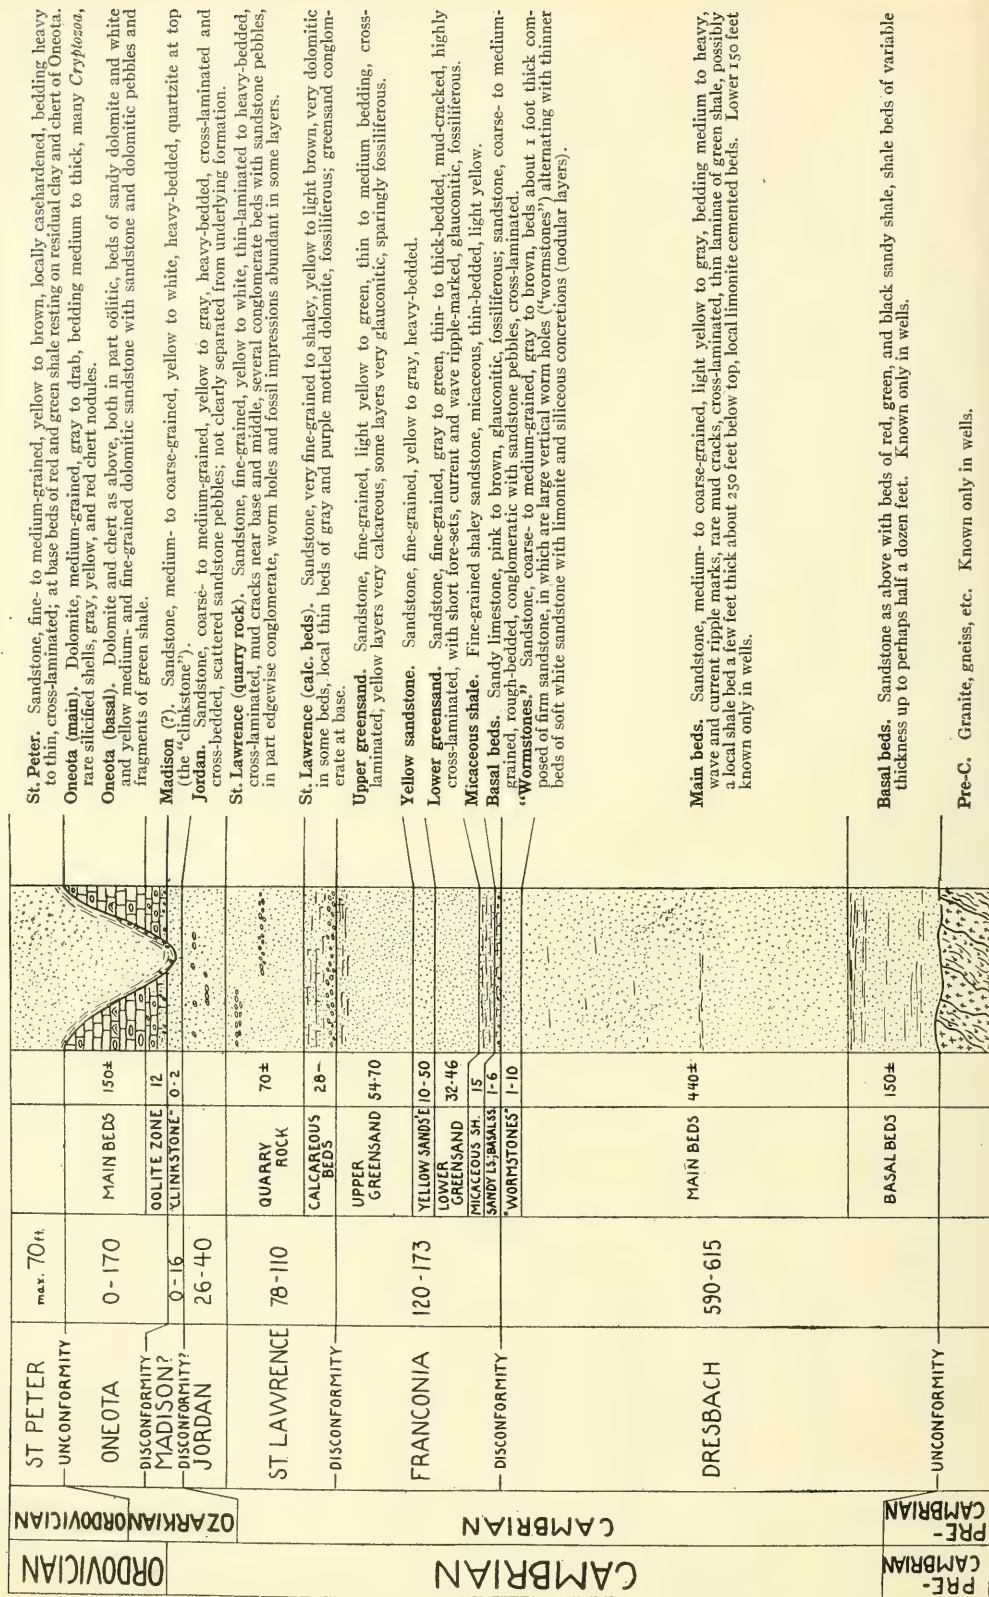 ORDOVICIAN
CAMBRIAN
PRE-
CAMBRIAN
ORDOVICIAN
OZARKIAN
CAMBRIAN
PRE-
CAMBRIAN
ST PETER
UNCONFORMITY
ONEOTA
DISCONFORMITY
MADISON?
DISCONFORMITY?
JORDAN
ST. LAWRENCE
DISCONFORMITY
FRANCONIA
DISCONFORMITY
DRESBACH
UNCONFORMITY
max. 70 ft.
0-170
0-16
26-40
78-110
120-173
590-615
MAIN BEDS 150±
OOLITE ZONE 12
"CLINKSTONE" 0-2
QUARRY
ROCK 70±
CALCAREOUS
BEDS 28-
UPPER
GREENSAND 54-70
YELLOW SANDS'E 10-50
LOWER
GREENSAND 32-46
MICACEOUS SH. 15
SANDY LS.; BASAL SS. 1-6
"WORMSTONES" 1-10
MAIN BEDS 440±
BASAL BEDS 150±
St. Peter. Sandstone, fine- to medium-grained, yellow to brown, locally casehardened, bedding heavy
to thin, cross-laminated; at base beds of red and green shale resting on residual clay and chert of Oneota.
Oneota (main). Dolomite, medium-grained, gray to drab, bedding medium to thick, many Cryptozoa,
rare silicified shells, gray, yellow, and red chert nodules.
Oneota (basal). Dolomite and chert as above, both in part oölitic, beds of sandy dolomite and white
and yellow medium- and fine-grained dolomitic sandstone with sandstone and dolomitic pebbles and
fragments of green shale.
Madison (?). Sandstone, medium- to coarse-grained, yellow to white, heavy-bedded, quartzite at top
(the "clinkstone").
Jordan. Sandstone, coarse- to medium-grained, yellow to gray, heavy-bedded, cross-laminated and
cross-bedded, scattered sandstone pebbles; not clearly separated from underlying formation.
St. Lawrence (quarry rock). Sandstone, fine-grained, yellow to white, thin-laminated to heavy-bedded,
cross-laminated, mud cracks near base and middle, several conglomerate beds with sandstone pebbles,
in part edgewise conglomerate, worm holes and fossil impressions abundant in some layers.
St. Lawrence (calc. beds). Sandstone, very fine-grained to shaley, yellow to light brown, very dolomitic
in some beds, local thin beds of gray and purple mottled dolomite, fossiliferous; greensand conglom-
erate at base.
Upper greensand. Sandstone, fine-grained, light yellow to green, thin to medium bedding, cross-
laminated; yellow layers very calcareous, some layers very glauconitic, sparingly fossiliferous.
Yellow sandstone. Sandstone, fine-grained, yellow to gray, heavy-bedded.
Lower greensand. Sandstone, fine-grained, gray to green, thin- to thick-bedded, mud-cracked, highly
cross-laminated, with short fore-sets, current and wave ripple-marked, glauconitic, fossiliferous.
Micaceous shale. Fine-grained shaley sandstone, micaceous, thin-bedded, light yellow.
Basal beds. Sandy limestone, pink to brown, glauconitic, fossiliferous; sandstone, coarse- to medium-
grained, rough-bedded, conglomeratic with sandstone pebbles, cross-laminated.
"Wormstones." Sandstone, coarse- to medium-grained, gray to brown, beds about 1 foot thick com-
posed of firm sandstone, in which are large vertical worm holes ("wormstones") alternating with thinner
beds of soft white sandstone with limonite and siliceous concretions (nodular layers).
Main beds. Sandstone, medium- to coarse-grained, light yellow to gray, bedding medium to heavy,
wave and current ripple marks, rare mud cracks, cross-laminated, thin laminae of green shale, possibly
a local shale bed a few feet thick about 250 feet below top, local limonite cemented beds. Lower 150 feet
known only in wells.
Basal beds. Sandstone as above with beds of red, green, and black sandy shale, shale beds of variable
thickness up to perhaps half a dozen feet. Known only in wells.
Pre-C. Granite, gneiss, etc. Known only in wells.